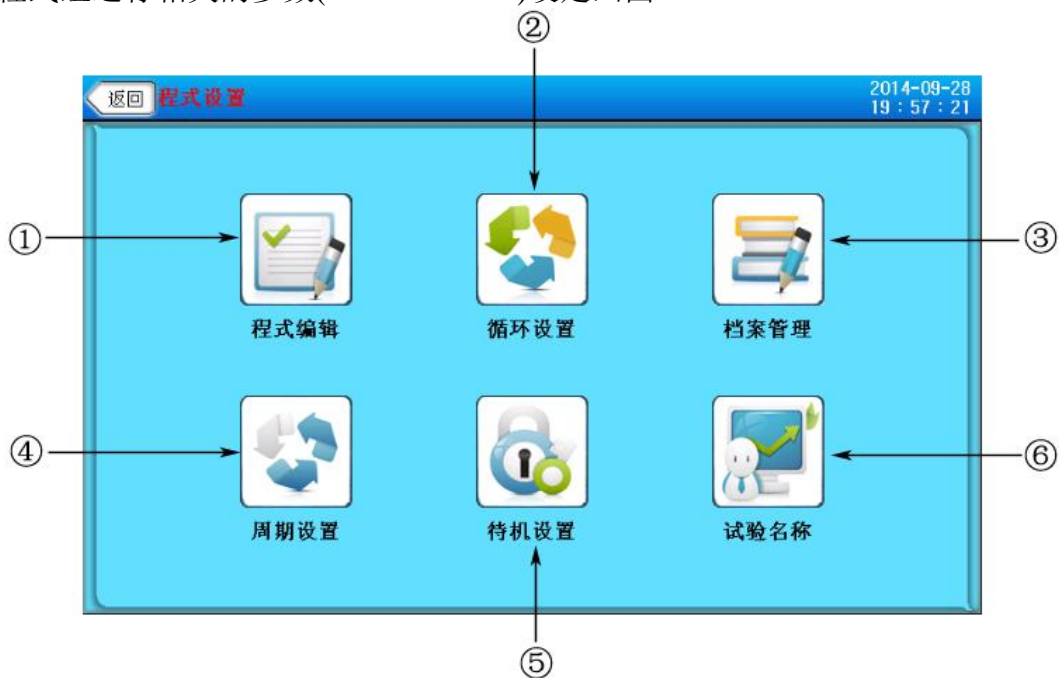 ②
返回 程式设置 2014-09-28
19：57：21
① ③
程式编辑 循环设置 档案管理
④ ⑥
周期设置 待机设置 试验名称
⑤